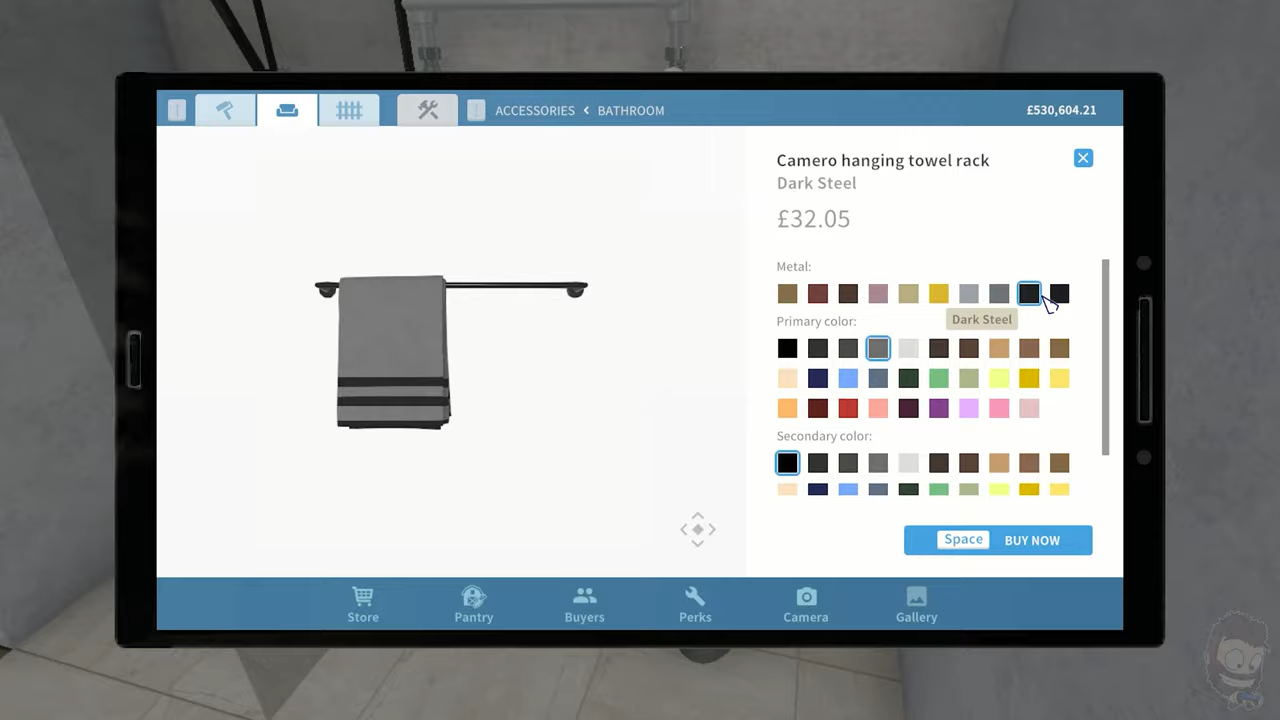 ACCESSORIES < BATHROOM
£530,604.21
Camero hanging towel rack
Dark Steel
£32.05
Metal:
Dark Steel
Primary color:
Secondary color:
Space BUY NOW
Store
Pantry
Buyers
Perks
Camera
Gallery